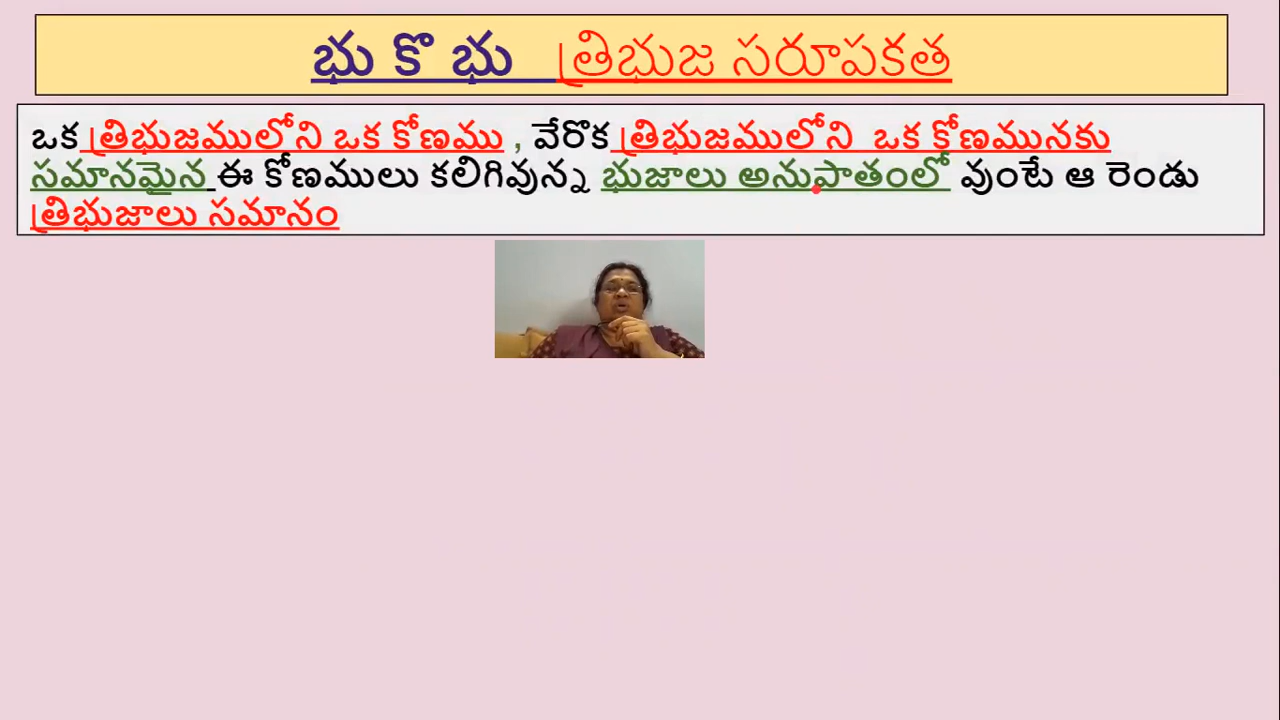 భు కొ భు త్రిభుజ సరూపకత
ఒక త్రిభుజములోని ఒక కోణము , వేరొక త్రిభుజములోని ఒక కోణమునకు
సమానమైన ఈ కోణములు కలిగివున్న భుజాలు అనుపాతంలో వుంటే ఆ రెండు
త్రిభుజాలు సమానం